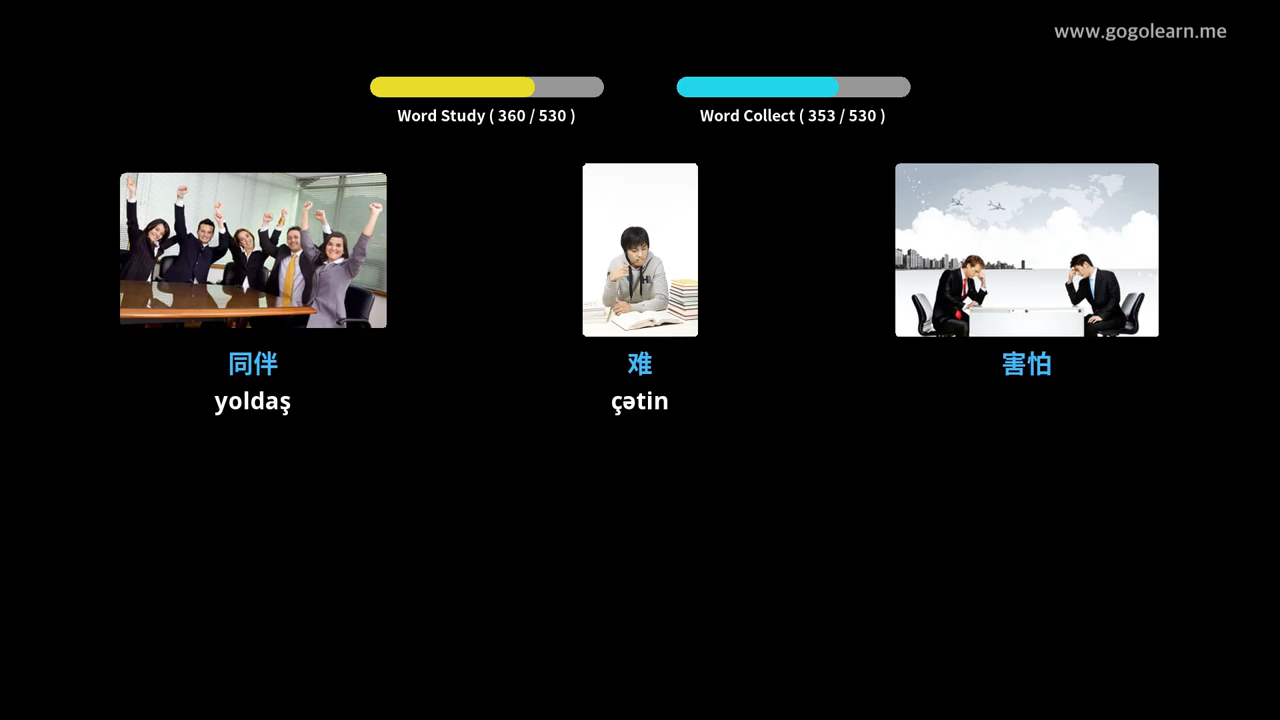 www.gogolearn.me
Word Study ( 360 / 530 )
Word Collect ( 353 / 530 )
同伴
yoldaş
难
çətin
害怕